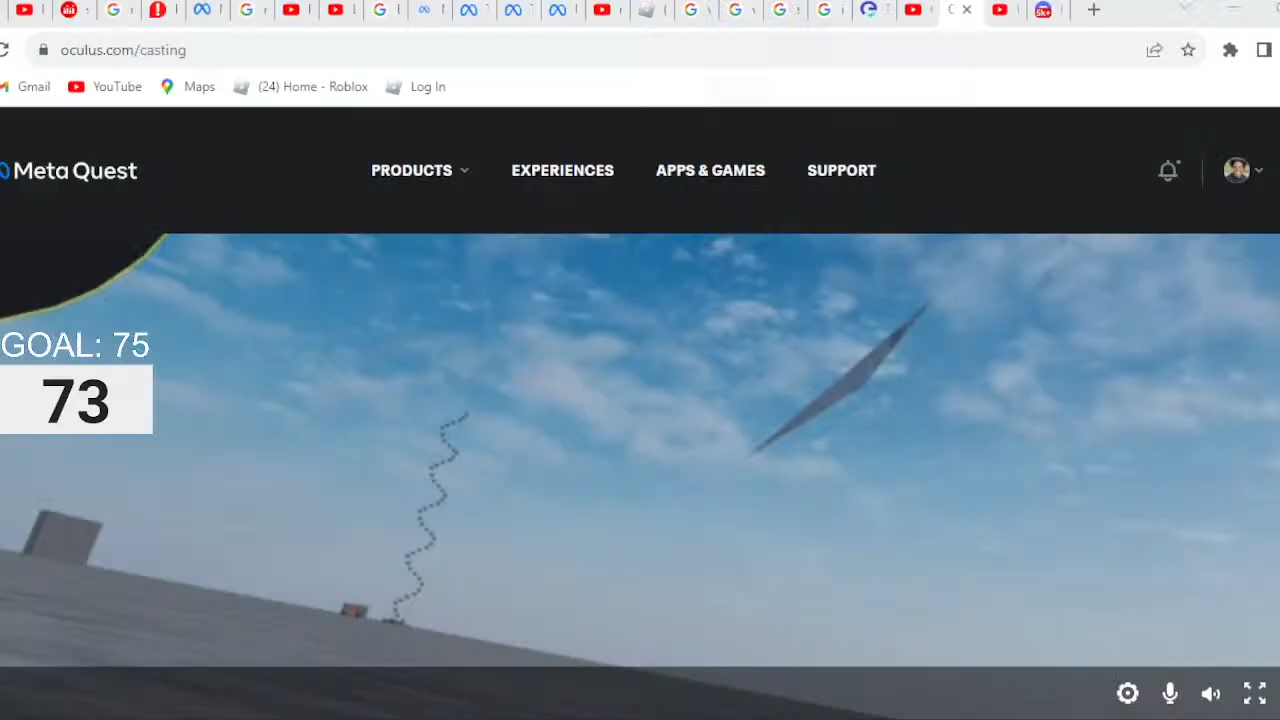 oculus.com/casting
Gmail YouTube Maps (24) Home - Roblox Log In
Meta Quest PRODUCTS EXPERIENCES APPS & GAMES SUPPORT
GOAL: 75
73